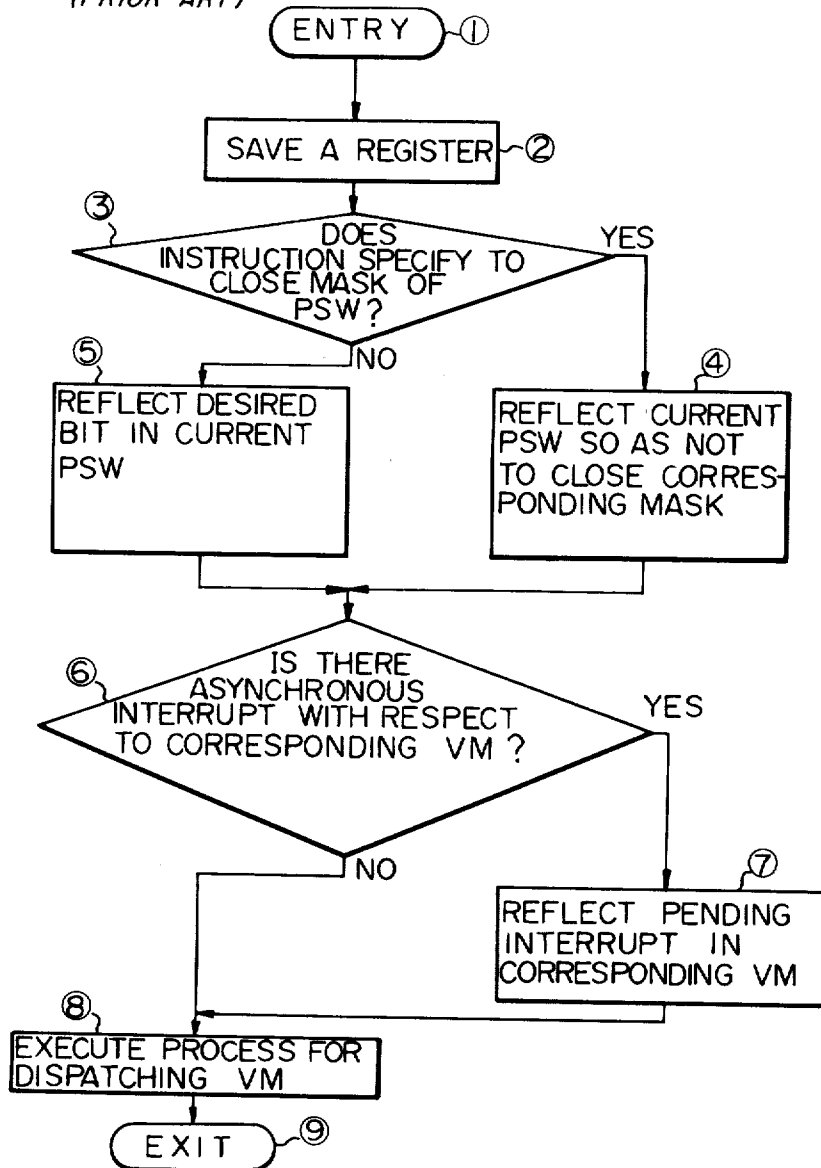 (PRIOR ART)
ENTRY ①
SAVE A REGISTER ②
③
DOES
INSTRUCTION SPECIFY TO
CLOSE MASK OF
PSW?
YES
NO
⑤
REFLECT DESIRED
BIT IN CURRENT
PSW
④
REFLECT CURRENT
PSW SO AS NOT
TO CLOSE CORRES-
PONDING MASK
⑥
IS THERE
ASYNCHRONOUS
INTERRUPT WITH RESPECT
TO CORRESPONDING VM?
YES
NO
⑦
REFLECT PENDING
INTERRUPT IN
CORRESPONDING VM
⑧
EXECUTE PROCESS FOR
DISPATCHING VM
EXIT ⑨